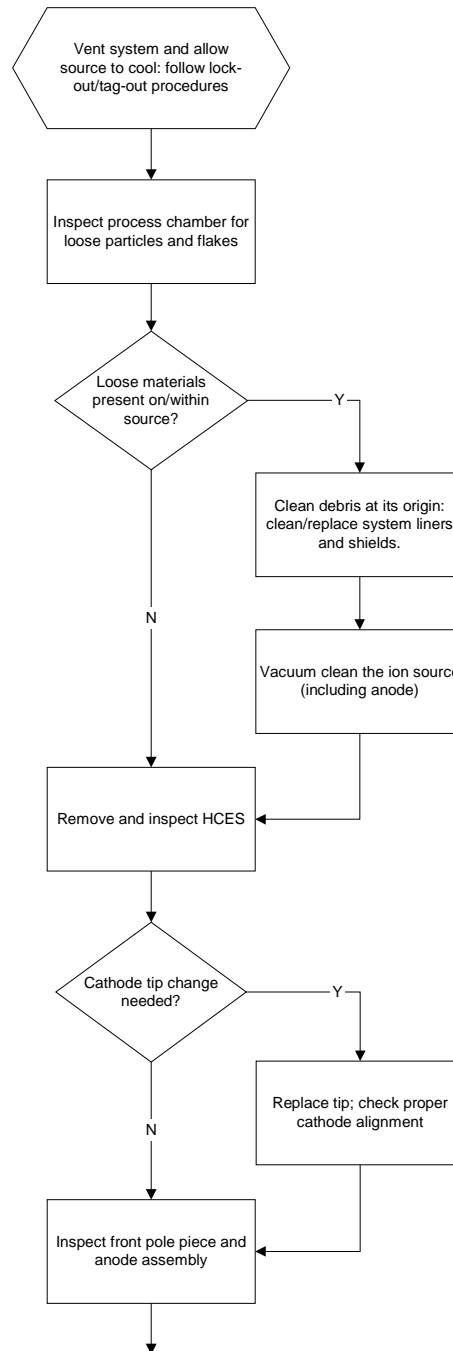 Vent system and allow
source to cool: follow lock-
out/tag-out procedures
Inspect process chamber for
loose particles and flakes
Loose materials
present on/within
source?
Y
Clean debris at its origin:
clean/replace system liners
and shields.
N
Vacuum clean the ion source
(including anode)
Remove and inspect HCES
Cathode tip change
needed?
Y
Replace tip; check proper
cathode alignment
N
Inspect front pole piece and
anode assembly